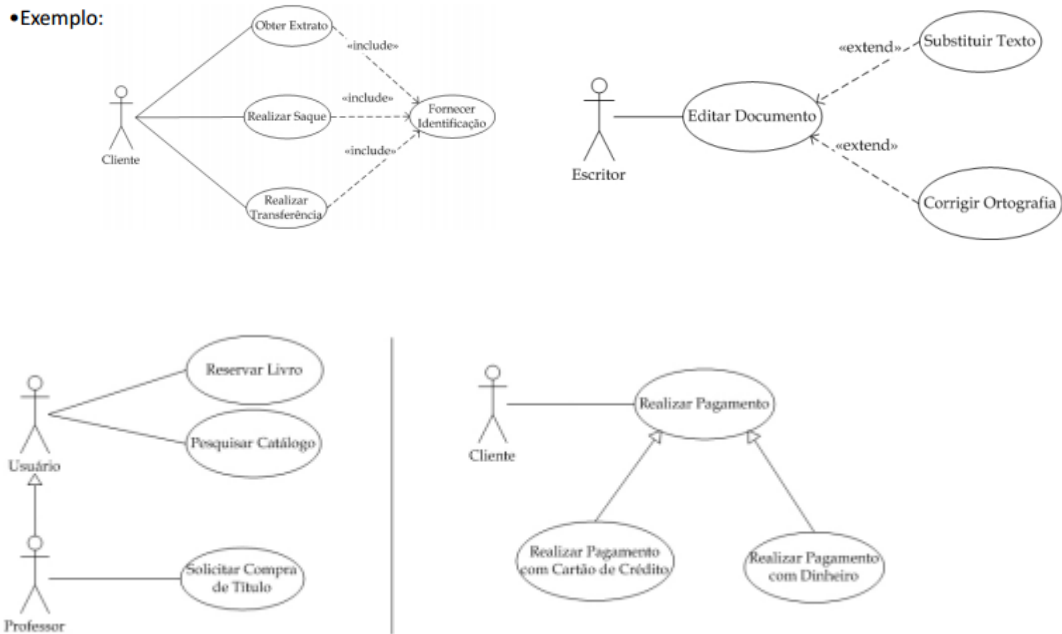 •Exemplo:
Obter Extrato
«include»
Realizar Saque
«include»
Fornecer
Identificação
«include»
Realizar
Transferência
Cliente
Substituir Texto
«extend»
Editar Documento
«extend»
Corrigir Ortografia
Escritor
Reservar Livro
Pesquisar Catálogo
Usuário
Solicitar Compra
de Título
Professor
Realizar Pagamento
Cliente
Realizar Pagamento
com Cartão de Crédito
Realizar Pagamento
com Dinheiro